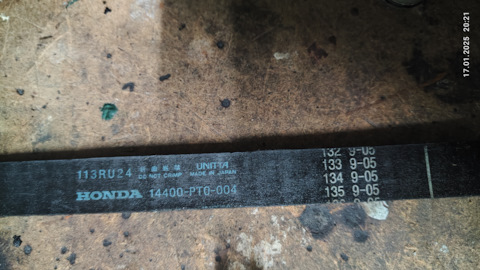 17.01.2025 20:21
113RU24 DO NOT CRIMP UNITTA MADE IN JAPAN
HONDA 14400-PT0-004
132 9-05
133 9-05
134 9-05
135 9-05